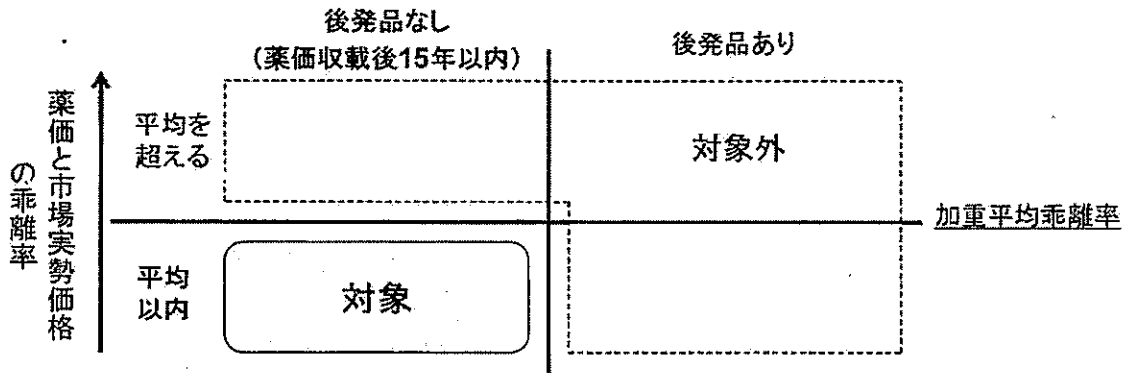 後発品なし
（薬価収載後15年以内）
後発品あり
薬価と市場実勢価格
の乖離率
平均を
超える
対象外
加重平均乖離率
平均
以内
対象